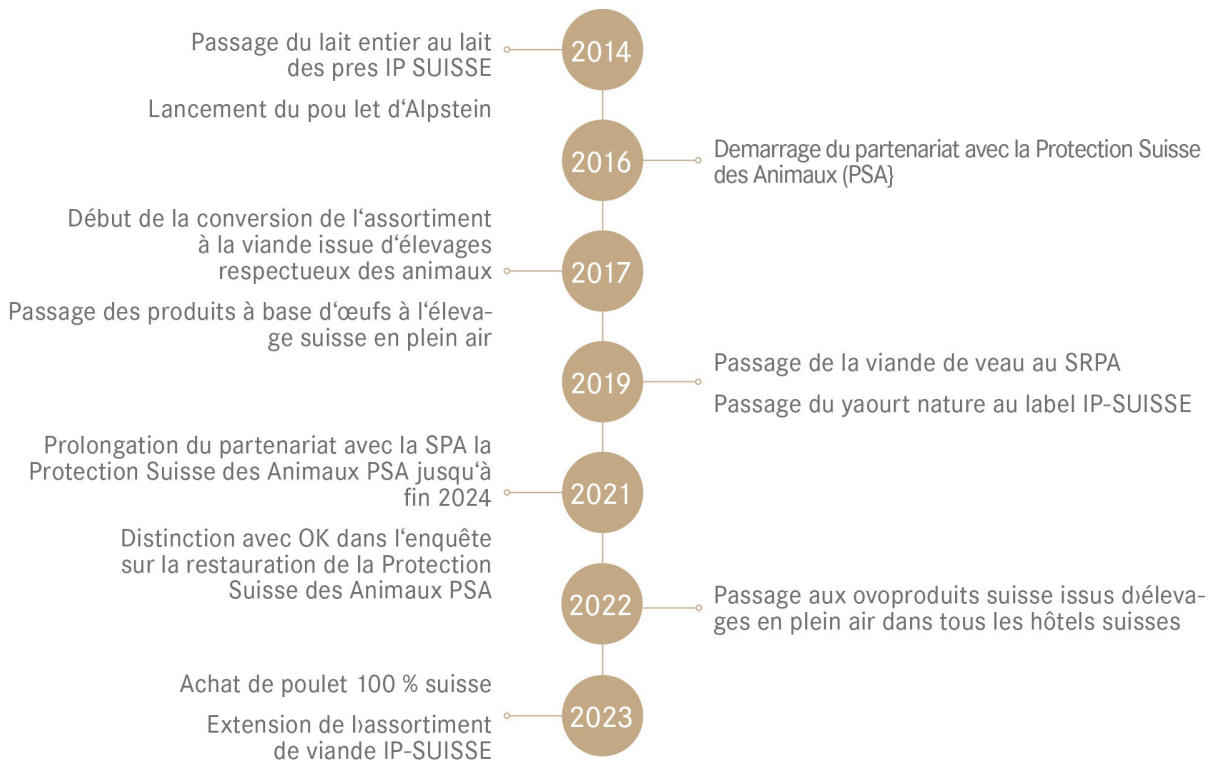 Passage du lait entier au lait
des pres IP SUISSE
Lancement du pou let d‘Alpstein
2014
2016
Demarrage du partenariat avec la Protection Suisse
des Animaux (PSA}
Début de la conversion de l‘assortiment
à la viande issue d‘élevages
respectueux des animaux
Passage des produits à base d‘œufs à l‘éleva-
ge suisse en plein air
2017
2019
Passage de la viande de veau au SRPA
Passage du yaourt nature au label IP-SUISSE
Prolongation du partenariat avec la SPA la
Protection Suisse des Animaux PSA jusqu‘à
fin 2024
Distinction avec OK dans l‘enquête
sur la restauration de la Protection
Suisse des Animaux PSA
2021
2022
Passage aux ovoproduits suisse issus d›éleva-
ges en plein air dans tous les hôtels suisses
Achat de poulet 100 % suisse
Extension de l›assortiment
de viande IP-SUISSE
2023